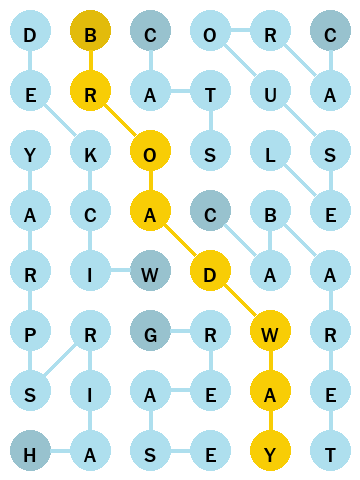 D B C O R C
E R A T U A
Y K O S L S
A C A C B E
R I W D A A
P R G R W R
S I A E A E
H A S E Y T